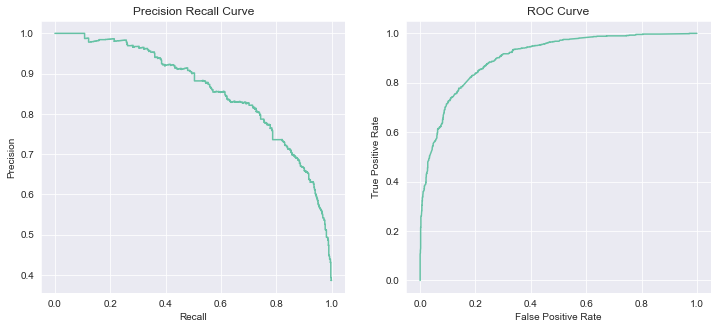 Precision Recall Curve
1.0
0.9
0.8
0.7
0.6
0.5
0.4
Precision
0.0 0.2 0.4 0.6 0.8 1.0
Recall
ROC Curve
1.0
0.8
0.6
0.4
0.2
0.0
True Positive Rate
0.0 0.2 0.4 0.6 0.8 1.0
False Positive Rate